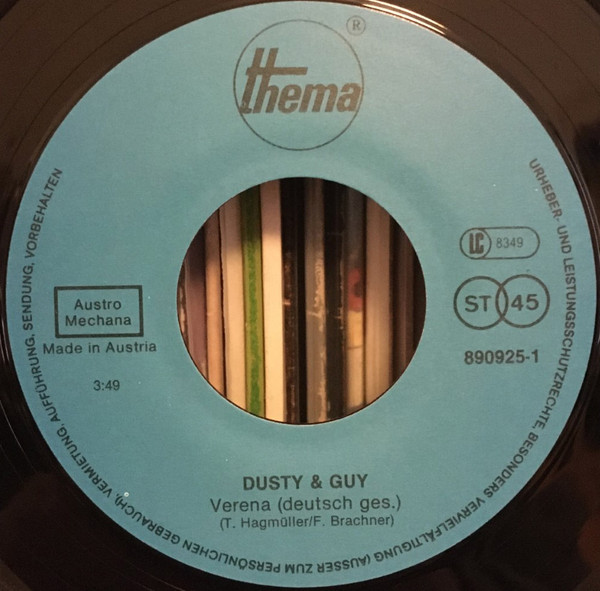 thema
®
LC 8349
ST 45
890925-1
Austro
Mechana
Made in Austria
3:49
DUSTY & GUY
Verena (deutsch ges.)
(T. Hagmüller/F. Brachner)
URHEBER- UND LEISTUNGSSCHUTZRECHTE, BESONDERS VERVIELFÄLTIGUNG (AUSSER ZUM PERSÖNLICHEN GEBRAUCH), VERMIETUNG, AUFFÜHRUNG, SENDUNG, VORBEHALTEN